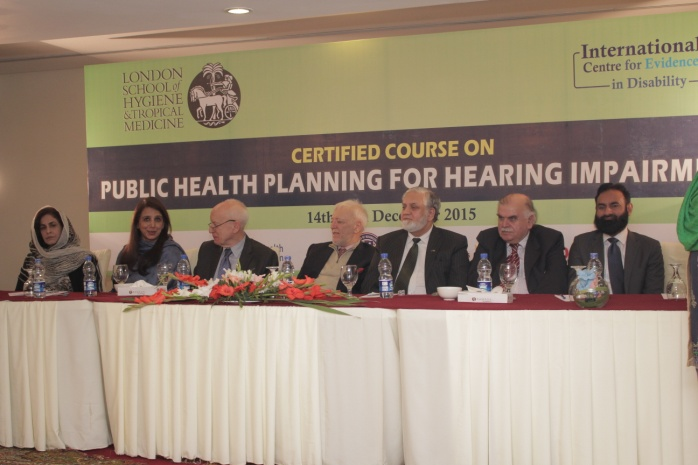 LONDON
SCHOOL of
HYGIENE
& TROPICAL
MEDICINE
International
Centre for Evidence
in Disability
CERTIFIED COURSE ON
PUBLIC HEALTH PLANNING FOR HEARING IMPAIRM
14th 2015